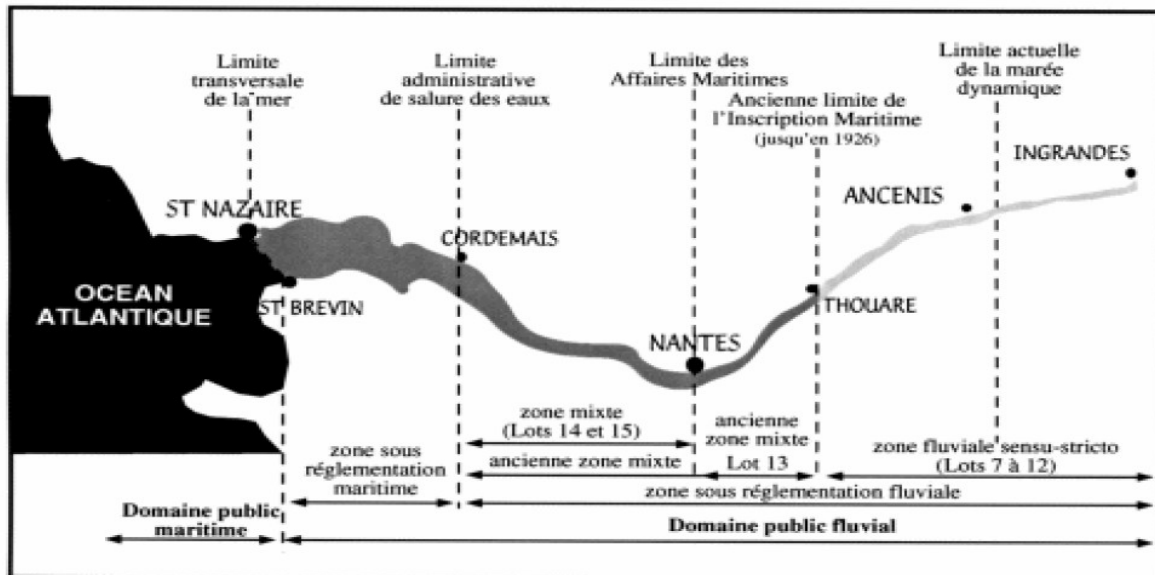 Limite
transversale
de la mer
Limite
administrative
de salure des eaux
Limite des
Affaires Maritimes
Ancienne limite de
l'Inscription Maritime
(jusqu'en 1926)
Limite actuelle
de la marée
dynamique
INGRANDES
ANCENIS
ST NAZAIRE
CORDEMAIS
OCEAN
ATLANTIQUE
ST BREVIN
THOUARE
NANTES
zone mixte
(Lots 14 et 15)
ancienne
zone mixte
Lot 13
zone fluviale sensu-stricto
(Lots 7 à 12)
zone sous
réglementation
maritime
ancienne zone mixte
zone sous réglementation fluviale
Domaine public
maritime
Domaine public fluvial